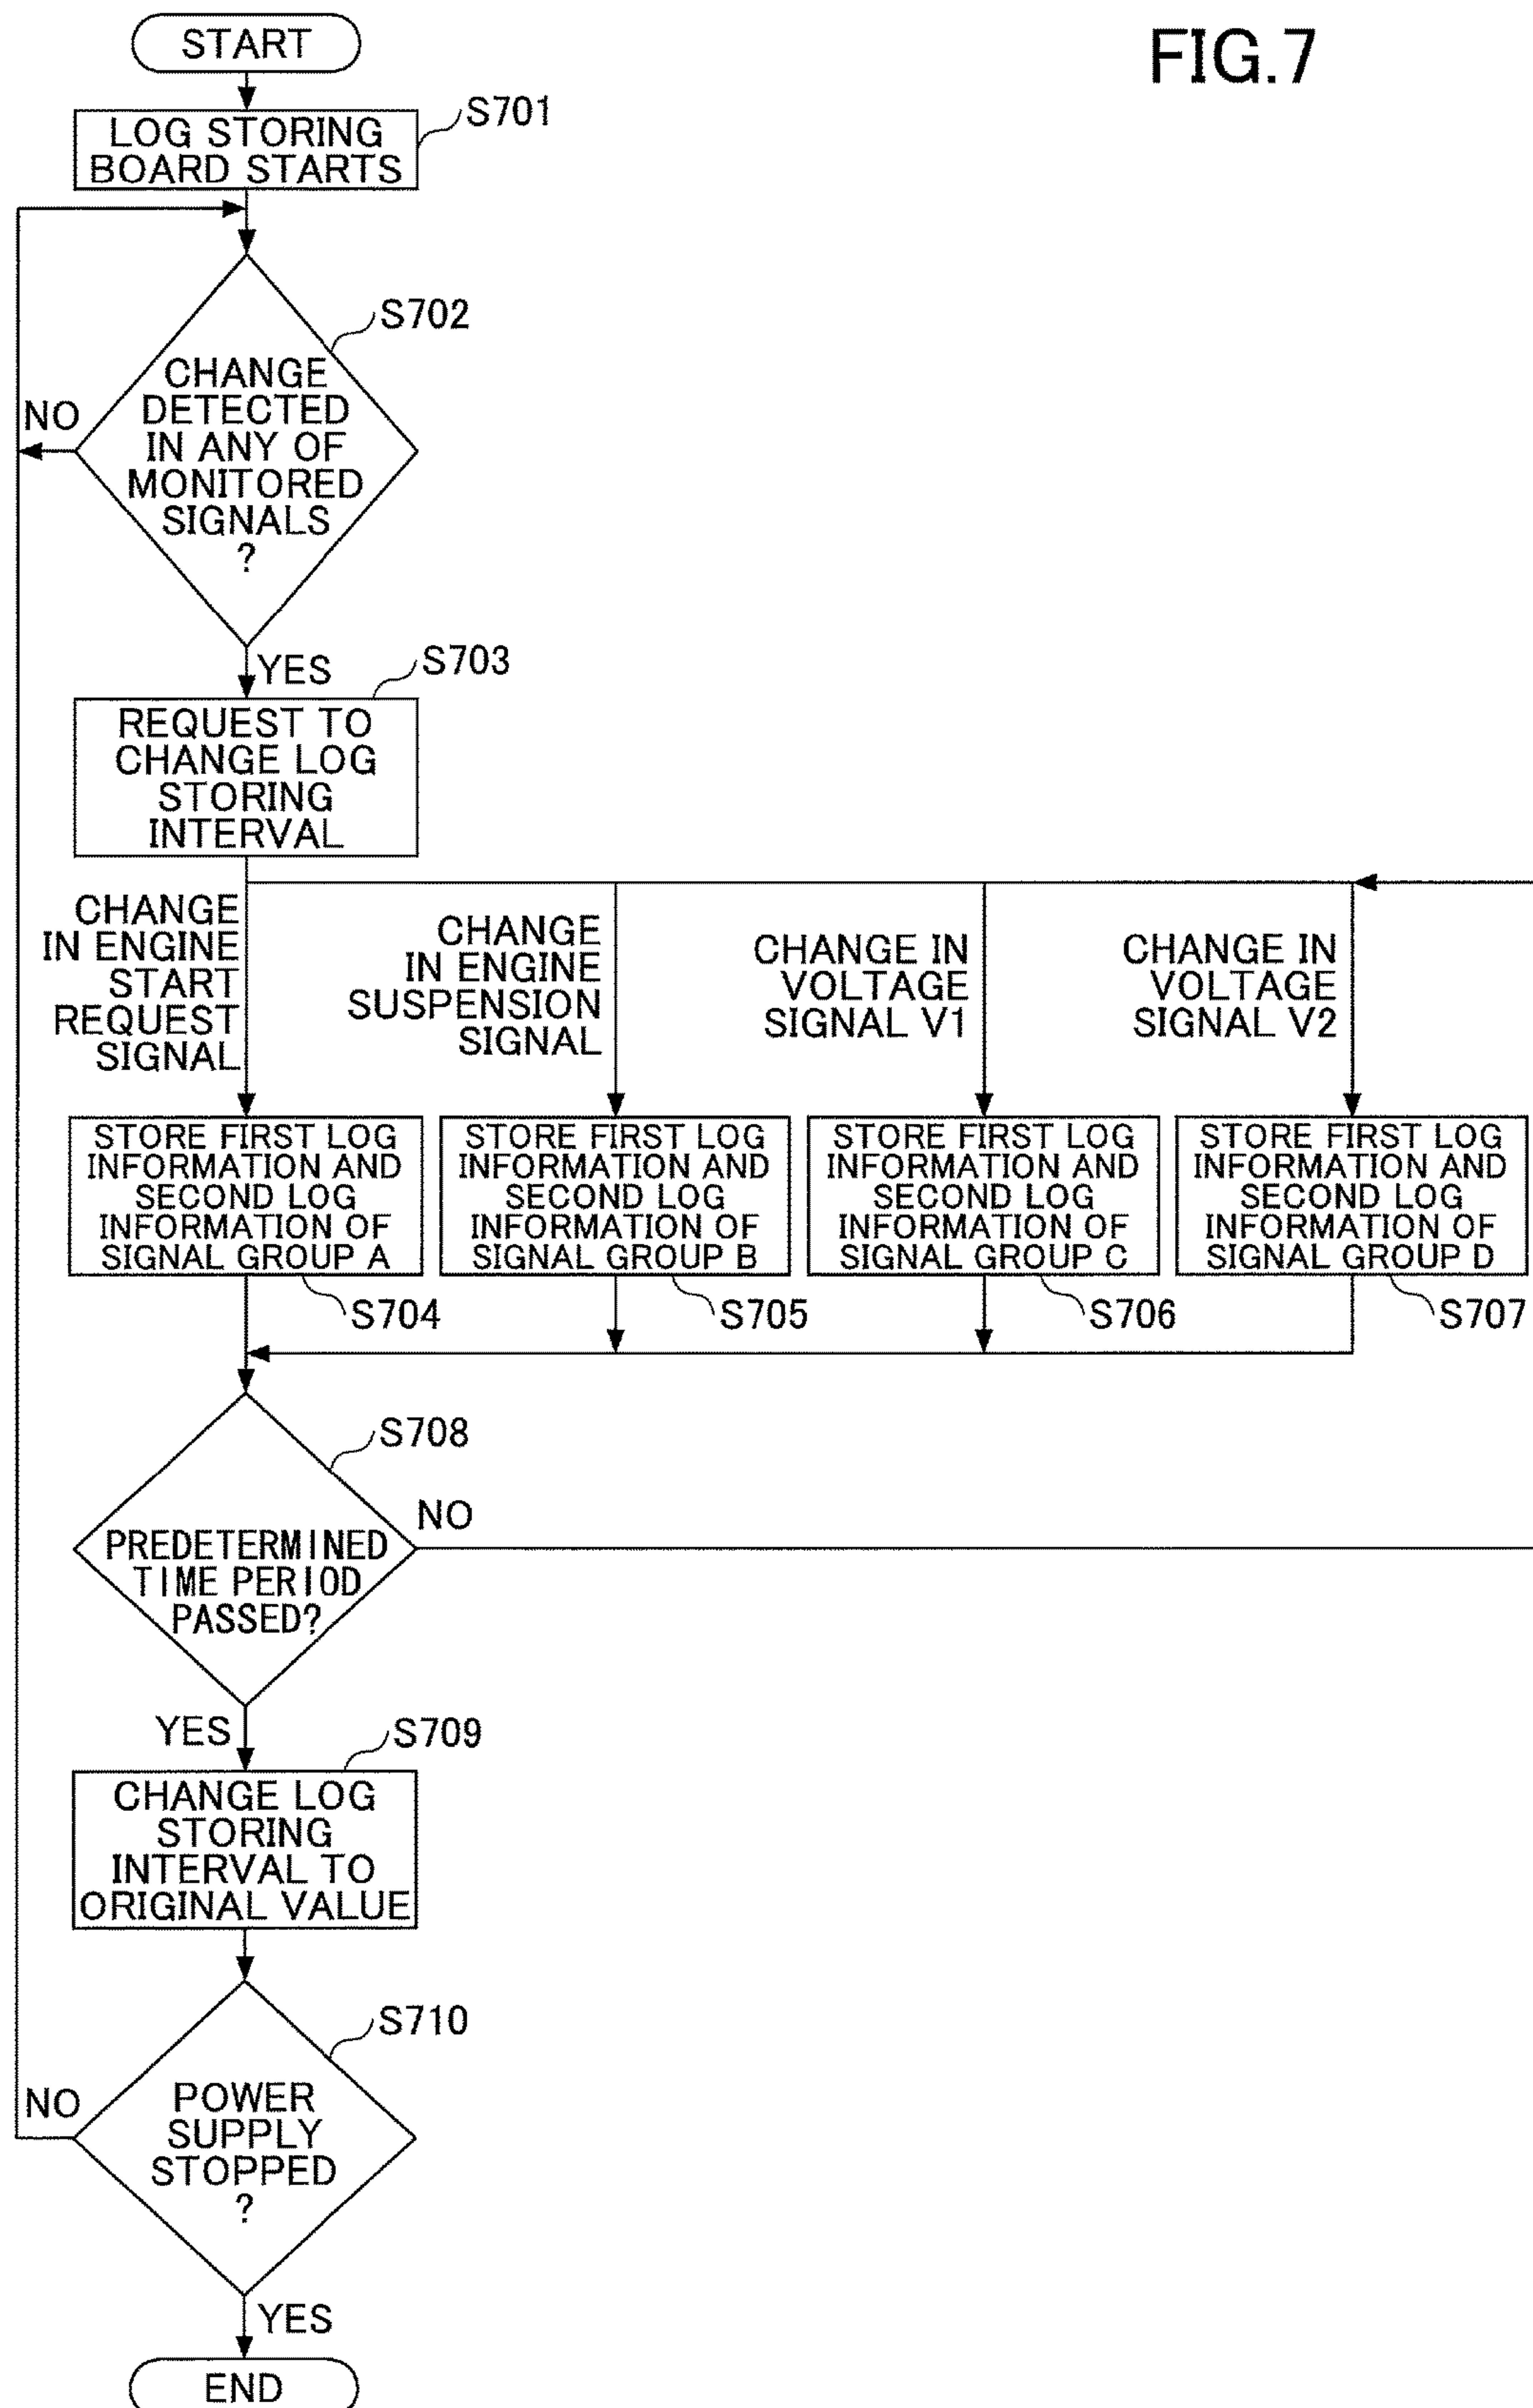 FIG.7
START
S701
LOG STORING
BOARD STARTS
S702
CHANGE
DETECTED
IN ANY OF
MONITORED
SIGNALS
?
NO
YES
S703
REQUEST TO
CHANGE LOG
STORING
INTERVAL
CHANGE
IN ENGINE
START
REQUEST
SIGNAL
CHANGE
IN ENGINE
SUSPENSION
SIGNAL
CHANGE IN
VOLTAGE
SIGNAL V1
CHANGE IN
VOLTAGE
SIGNAL V2
STORE FIRST LOG
INFORMATION AND
SECOND LOG
INFORMATION OF
SIGNAL GROUP A
S704
STORE FIRST LOG
INFORMATION AND
SECOND LOG
INFORMATION OF
SIGNAL GROUP B
S705
STORE FIRST LOG
INFORMATION AND
SECOND LOG
INFORMATION OF
SIGNAL GROUP C
S706
STORE FIRST LOG
INFORMATION AND
SECOND LOG
INFORMATION OF
SIGNAL GROUP D
S707
S708
PREDETERMINED
TIME PERIOD
PASSED?
NO
YES
S709
CHANGE LOG
STORING
INTERVAL TO
ORIGINAL VALUE
S710
POWER
SUPPLY
STOPPED
?
NO
YES
END